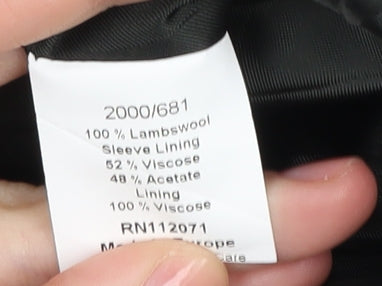 2000/681
100 % Lambswool
Sleeve Lining
52 % Viscose
48 % Acetate
Lining
100 % Viscose
RN112071
Europe